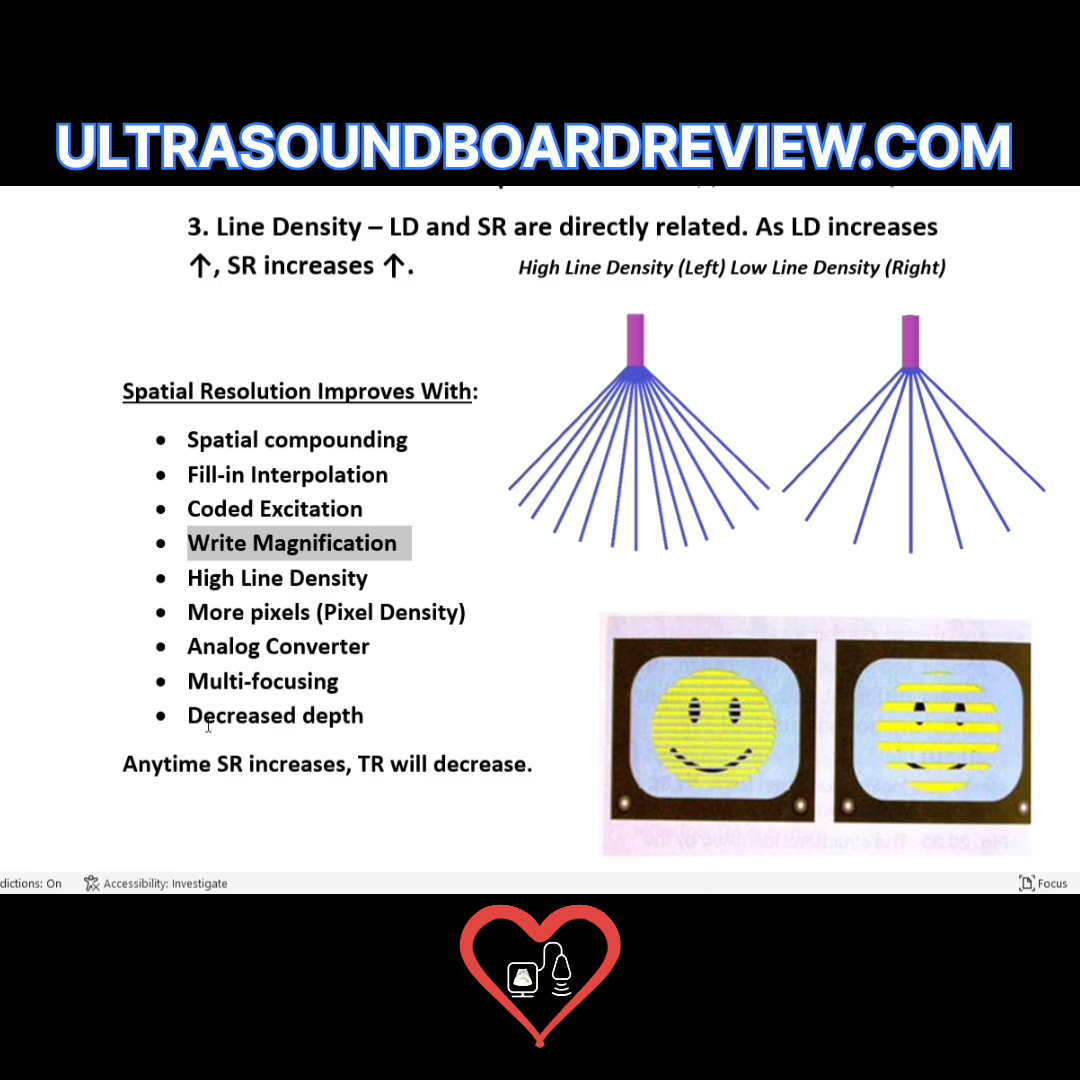 ULTRASOUNDBOARDREVIEW.COM
3. Line Density – LD and SR are directly related. As LD increases
↑, SR increases ↑.
High Line Density (Left) Low Line Density (Right)
Spatial Resolution Improves With:
• Spatial compounding
• Fill-in Interpolation
• Coded Excitation
• Write Magnification
• High Line Density
• More pixels (Pixel Density)
• Analog Converter
• Multi-focusing
• Decreased depth
Anytime SR increases, TR will decrease.
dictions: On
Accessibility: Investigate
Focus